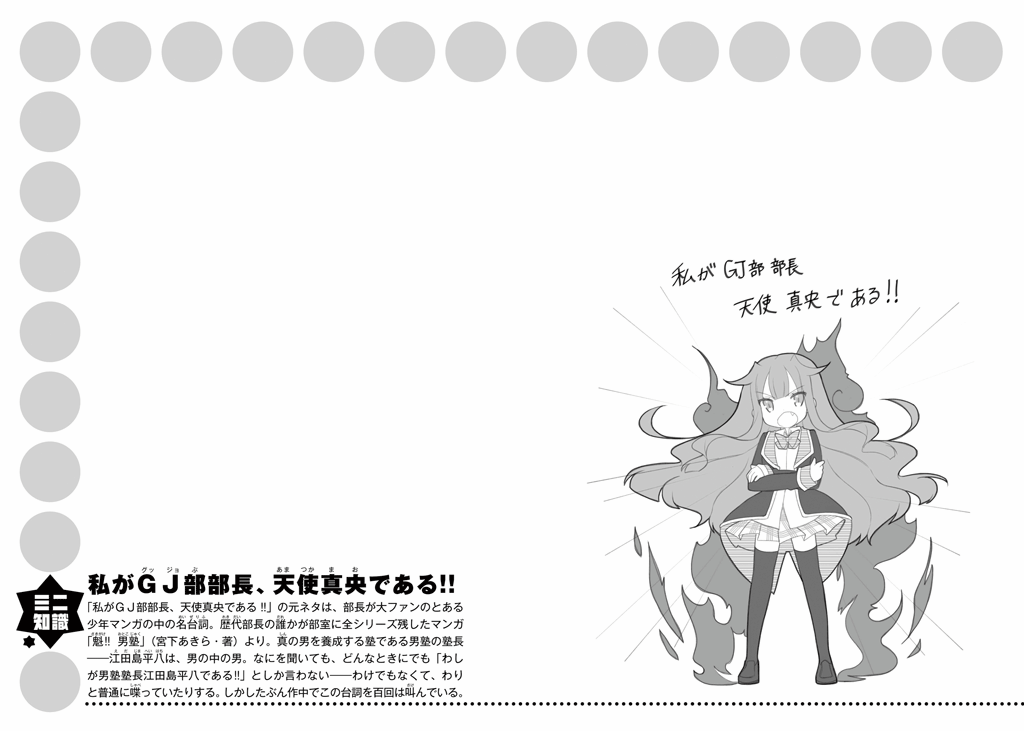 私が GJ部 部長
天使 真央で ある!!
ミニ
知識
私がＧＪ部部長、天使真央である!!
「私がＧＪ部部長、天使真央である!!」の元ネタは、部長が大ファンのとある
少年マンガの中の名台詞。歴代部長の誰かが部室に全シリーズ残したマンガ
「魁!! 男塾」（宮下あきら・著）より。真の男を養成する塾である男塾の塾長
――江田島平八は、男の中の男。なにを聞いても、どんなときにでも「わし
が男塾塾長江田島平八である!!」としか言わない――わけでもなくて、わり
と普通に喋っていたりする。しかしたぶん作中でこの台詞を百回は叫んでいる。